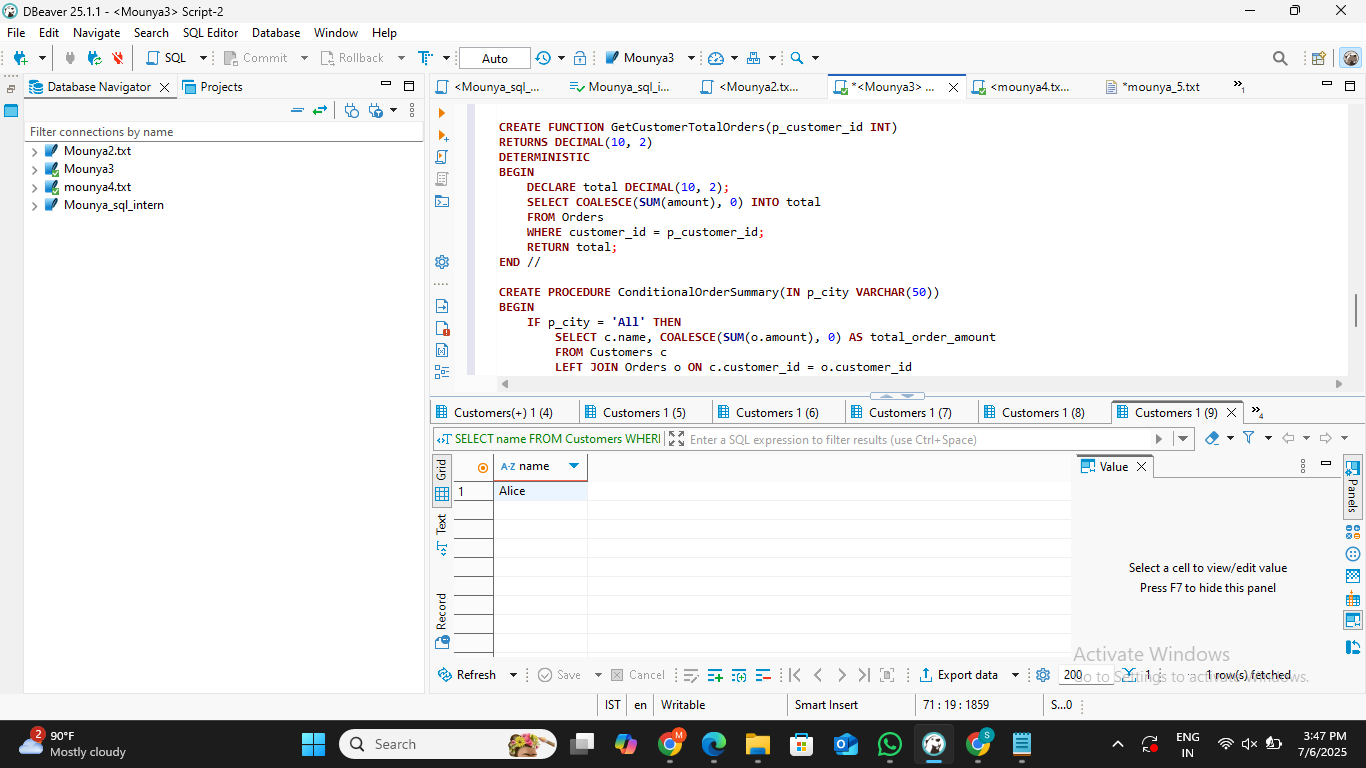 DBeaver 25.1.1 - <Mounya3> Script-2
File Edit Navigate Search SQL Editor Database Window Help
SQL Commit Rollback Auto Mounya3
Database Navigator Projects
<Mounya_sql_... Mounya_sql_i... <Mounya2.tx... *<Mounya3> ... <mounya4.tx... *mounya_5.txt »1
Filter connections by name
Mounya2.txt
Mounya3
mounya4.txt
Mounya_sql_intern
CREATE FUNCTION GetCustomerTotalOrders(p_customer_id INT)
RETURNS DECIMAL(10, 2)
DETERMINISTIC
BEGIN
DECLARE total DECIMAL(10, 2);
SELECT COALESCE(SUM(amount), 0) INTO total
FROM Orders
WHERE customer_id = p_customer_id;
RETURN total;
END //
CREATE PROCEDURE ConditionalOrderSummary(IN p_city VARCHAR(50))
BEGIN
IF p_city = 'All' THEN
SELECT c.name, COALESCE(SUM(o.amount), 0) AS total_order_amount
FROM Customers c
LEFT JOIN Orders o ON c.customer_id = o.customer_id
Customers(+) 1 (4) Customers 1 (5) Customers 1 (6) Customers 1 (7) Customers 1 (8) Customers 1 (9) »4
SELECT name FROM Customers WHERE Enter a SQL expression to filter results (use Ctrl+Space)
Grid
Text
Record
A-Z name
1 Alice
Value
Panels
Select a cell to view/edit value
Press F7 to hide this panel
Activate Windows
Go to Settings to activate Windows.
Refresh Save Cancel Export data 200 1 1 row(s) fetched
IST en Writable Smart Insert 71 : 19 : 1859 S...0
2 90°F
Mostly cloudy
Search
M
S
ENG
IN
3:47 PM
7/6/2025